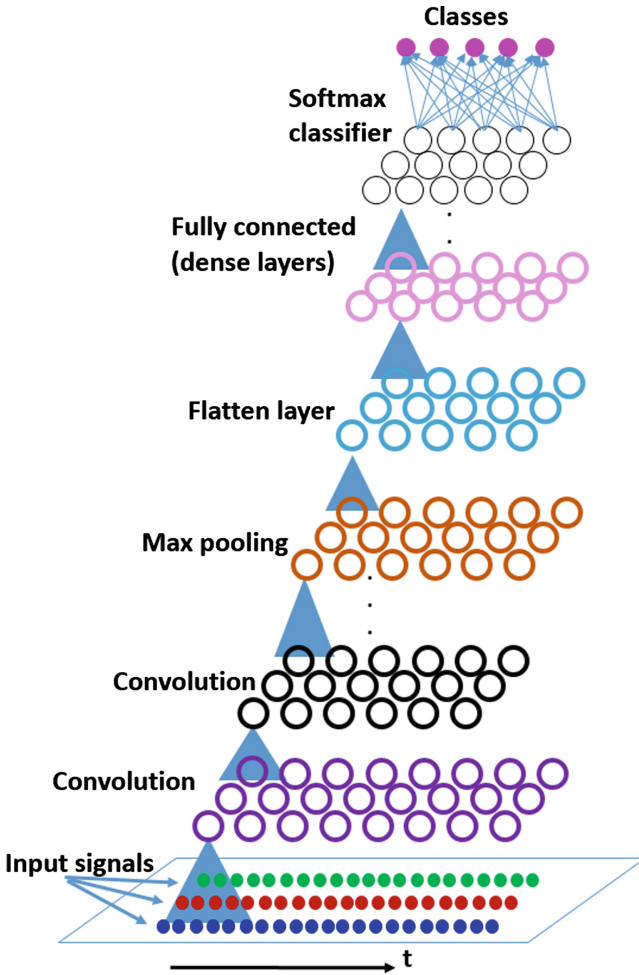 Classes
Softmax
classifier
Fully connected
(dense layers)
Flatten layer
Max pooling
Convolution
Convolution
Input signals
t